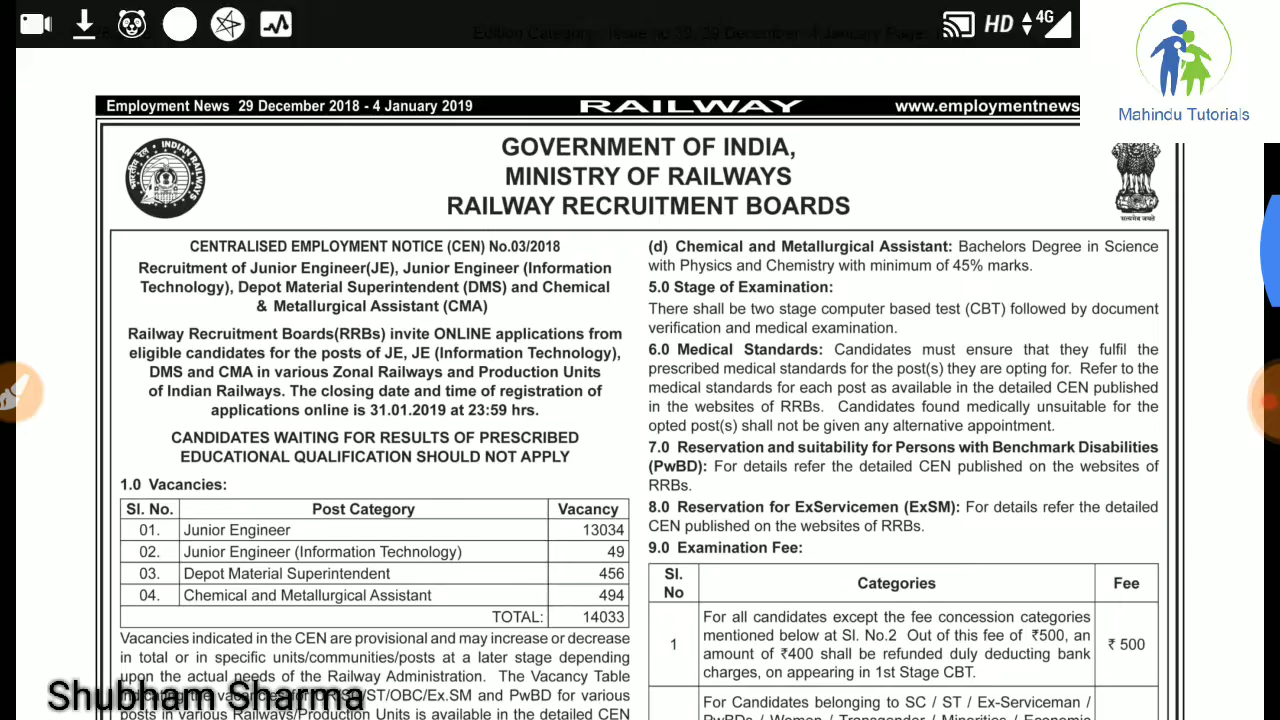 HD 4G
Mahindu Tutorials
Employment News 29 December 2018 - 4 January 2019 RAILWAY www.employmentnews
INDIAN RAILWAYS
भारतीय रेल
GOVERNMENT OF INDIA,
MINISTRY OF RAILWAYS
RAILWAY RECRUITMENT BOARDS
सत्यमेव जयते
CENTRALISED EMPLOYMENT NOTICE (CEN) No.03/2018
Recruitment of Junior Engineer(JE), Junior Engineer (Information
Technology), Depot Material Superintendent (DMS) and Chemical
& Metallurgical Assistant (CMA)
Railway Recruitment Boards(RRBs) invite ONLINE applications from
eligible candidates for the posts of JE, JE (Information Technology),
DMS and CMA in various Zonal Railways and Production Units
of Indian Railways. The closing date and time of registration of
applications online is 31.01.2019 at 23:59 hrs.
CANDIDATES WAITING FOR RESULTS OF PRESCRIBED
EDUCATIONAL QUALIFICATION SHOULD NOT APPLY
1.0 Vacancies:
Sl. No. Post Category Vacancy
01. Junior Engineer 13034
02. Junior Engineer (Information Technology) 49
03. Depot Material Superintendent 456
04. Chemical and Metallurgical Assistant 494
TOTAL: 14033
Vacancies indicated in the CEN are provisional and may increase or decrease
in total or in specific units/communities/posts at a later stage depending
upon the actual needs of the Railway Administration. The Vacancy Table
ST/OBC/Ex.SM and PwBD for various
posts in various Railways/Production Units is available in the detailed CEN
Shubham Sharma
(d) Chemical and Metallurgical Assistant: Bachelors Degree in Science
with Physics and Chemistry with minimum of 45% marks.
5.0 Stage of Examination:
There shall be two stage computer based test (CBT) followed by document
verification and medical examination.
6.0 Medical Standards: Candidates must ensure that they fulfil the
prescribed medical standards for the post(s) they are opting for. Refer to the
medical standards for each post as available in the detailed CEN published
in the websites of RRBs. Candidates found medically unsuitable for the
opted post(s) shall not be given any alternative appointment.
7.0 Reservation and suitability for Persons with Benchmark Disabilities
(PwBD): For details refer the detailed CEN published on the websites of
RRBs.
8.0 Reservation for ExServicemen (ExSM): For details refer the detailed
CEN published on the websites of RRBs.
9.0 Examination Fee:
Sl. No Categories Fee
For all candidates except the fee concession categories
mentioned below at Sl. No.2 Out of this fee of ₹500, an
1 amount of ₹400 shall be refunded duly deducting bank ₹ 500
charges, on appearing in 1st Stage CBT.
For Candidates belonging to SC / ST / Ex-Serviceman /
PwBDs / Women / Transgender / Minorities / Economic